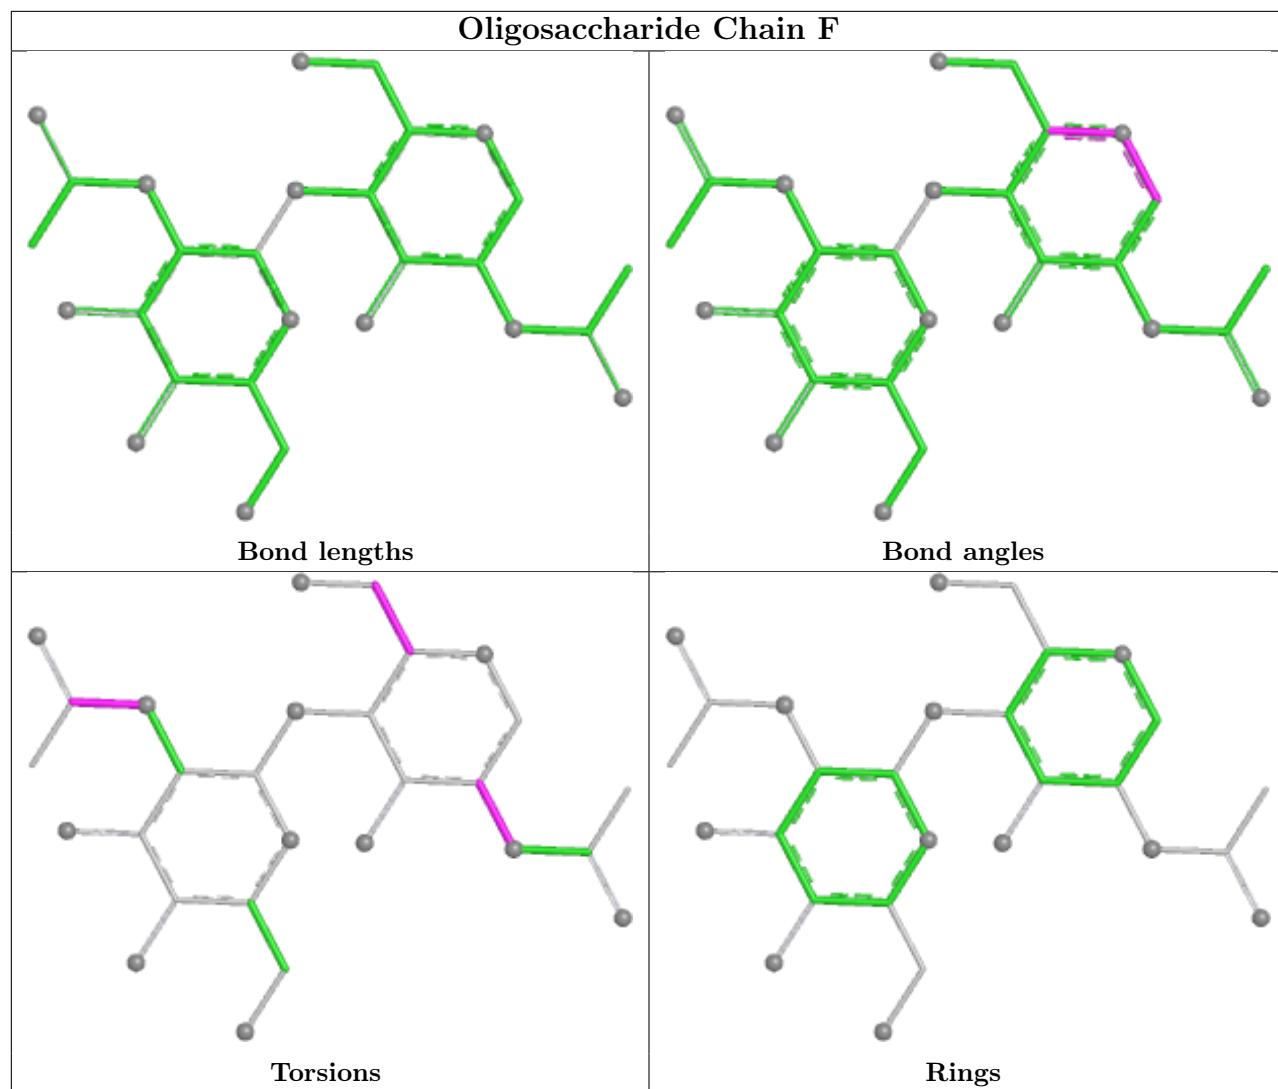 Oligosaccharide Chain F
Bond lengths
Bond angles
Torsions
Rings